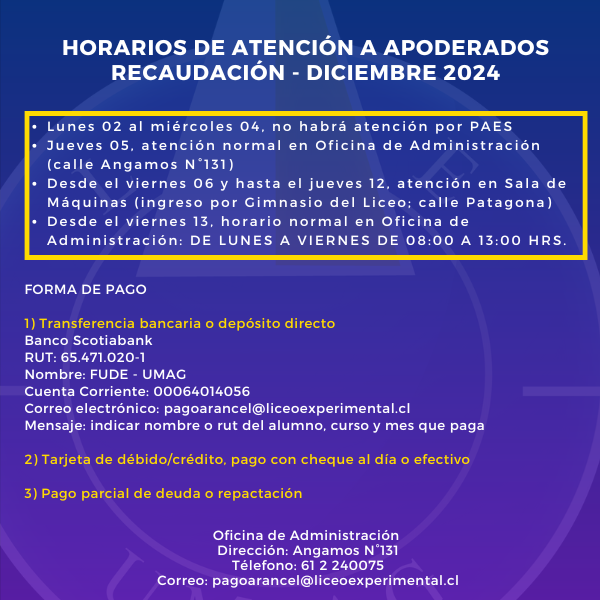 HORARIOS DE ATENCIÓN A APODERADOS
RECAUDACIÓN - DICIEMBRE 2024
• Lunes 02 al miércoles 04, no habrá atención por PAES
• Jueves 05, atención normal en Oficina de Administración
(calle Angamos N°131)
• Desde el viernes 06 y hasta el jueves 12, atención en Sala de
Máquinas (ingreso por Gimnasio del Liceo; calle Patagona)
• Desde el viernes 13, horario normal en Oficina de
Administración: DE LUNES A VIERNES DE 08:00 A 13:00 HRS.
FORMA DE PAGO
1) Transferencia bancaria o depósito directo
Banco Scotiabank
RUT: 65.471.020-1
Nombre: FUDE - UMAG
Cuenta Corriente: 00064014056
Correo electrónico: pagoarancel@liceoexperimental.cl
Mensaje: indicar nombre o rut del alumno, curso y mes que paga
2) Tarjeta de débido/crédito, pago con cheque al día o efectivo
3) Pago parcial de deuda o repactación
Oficina de Administración
Dirección: Angamos N°131
Télefono: 61 2 240075
Correo: pagoarancel@liceoexperimental.cl